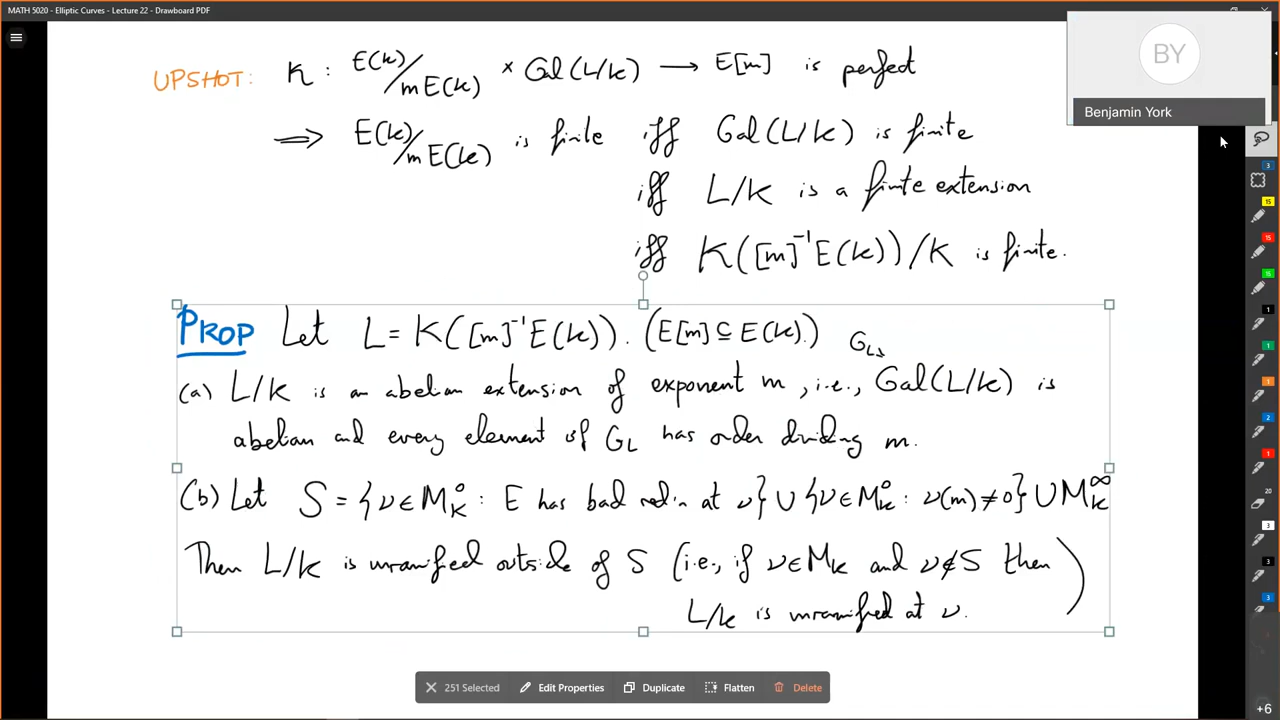 MATH 5020 - Elliptic Curves - Lecture 22 - Drawboard PDF
BY
Benjamin York
UPSHOT: K : E(k)/mE(k) × Gal(L/k) → E[m] is perfect
⟹ E(k)/mE(k) is finite iff Gal(L/k) is finite
iff L/k is a finite extension
iff K([m]⁻¹E(k))/K is finite.
PROP Let L = K([m]⁻¹E(k)). (E[m] ⊆ E(k).)
(a) L/k is an abelian extension of exponent m, i.e., Gal(L/k) is
abelian and every element of G_L has order dividing m.
(b) Let S = {ν ∈ M_k^0 : E has bad red'n at ν} ∪ {ν ∈ M_k^0 : ν(m) ≠ 0} ∪ M_k^∞
Then L/k is unramified outside of S (i.e., if ν ∈ M_k and ν ∉ S then
L/k is unramified at ν.)
251 Selected
Edit Properties
Duplicate
Flatten
Delete
+6